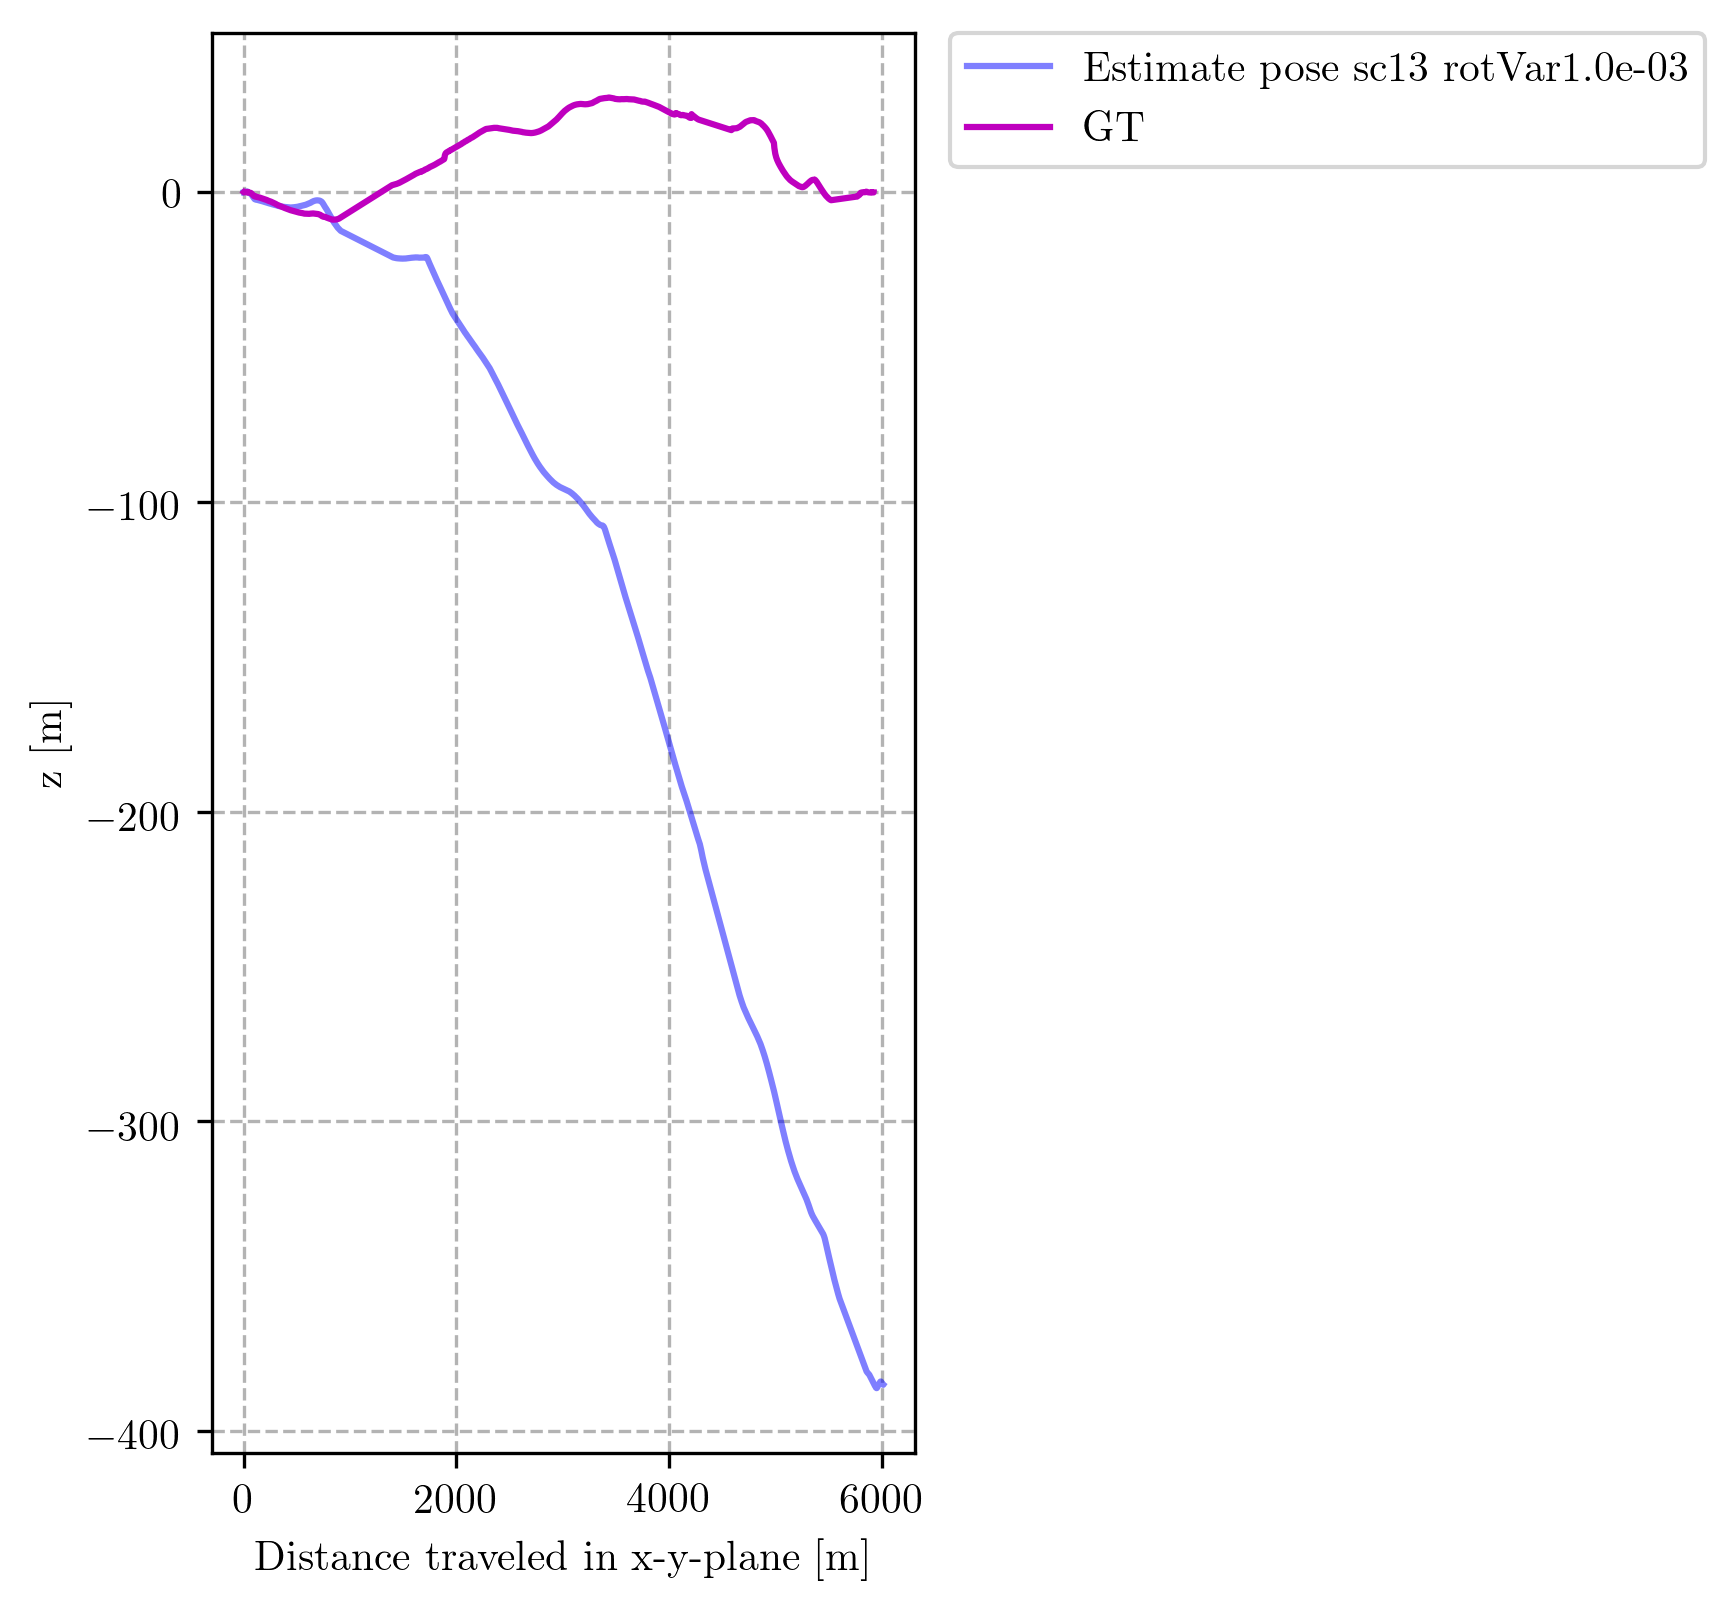 Estimate pose sc13 rotVar1.0e-03
GT
0
−100
−200
−300
−400
z [m]
0 2000 4000 6000
Distance traveled in x-y-plane [m]